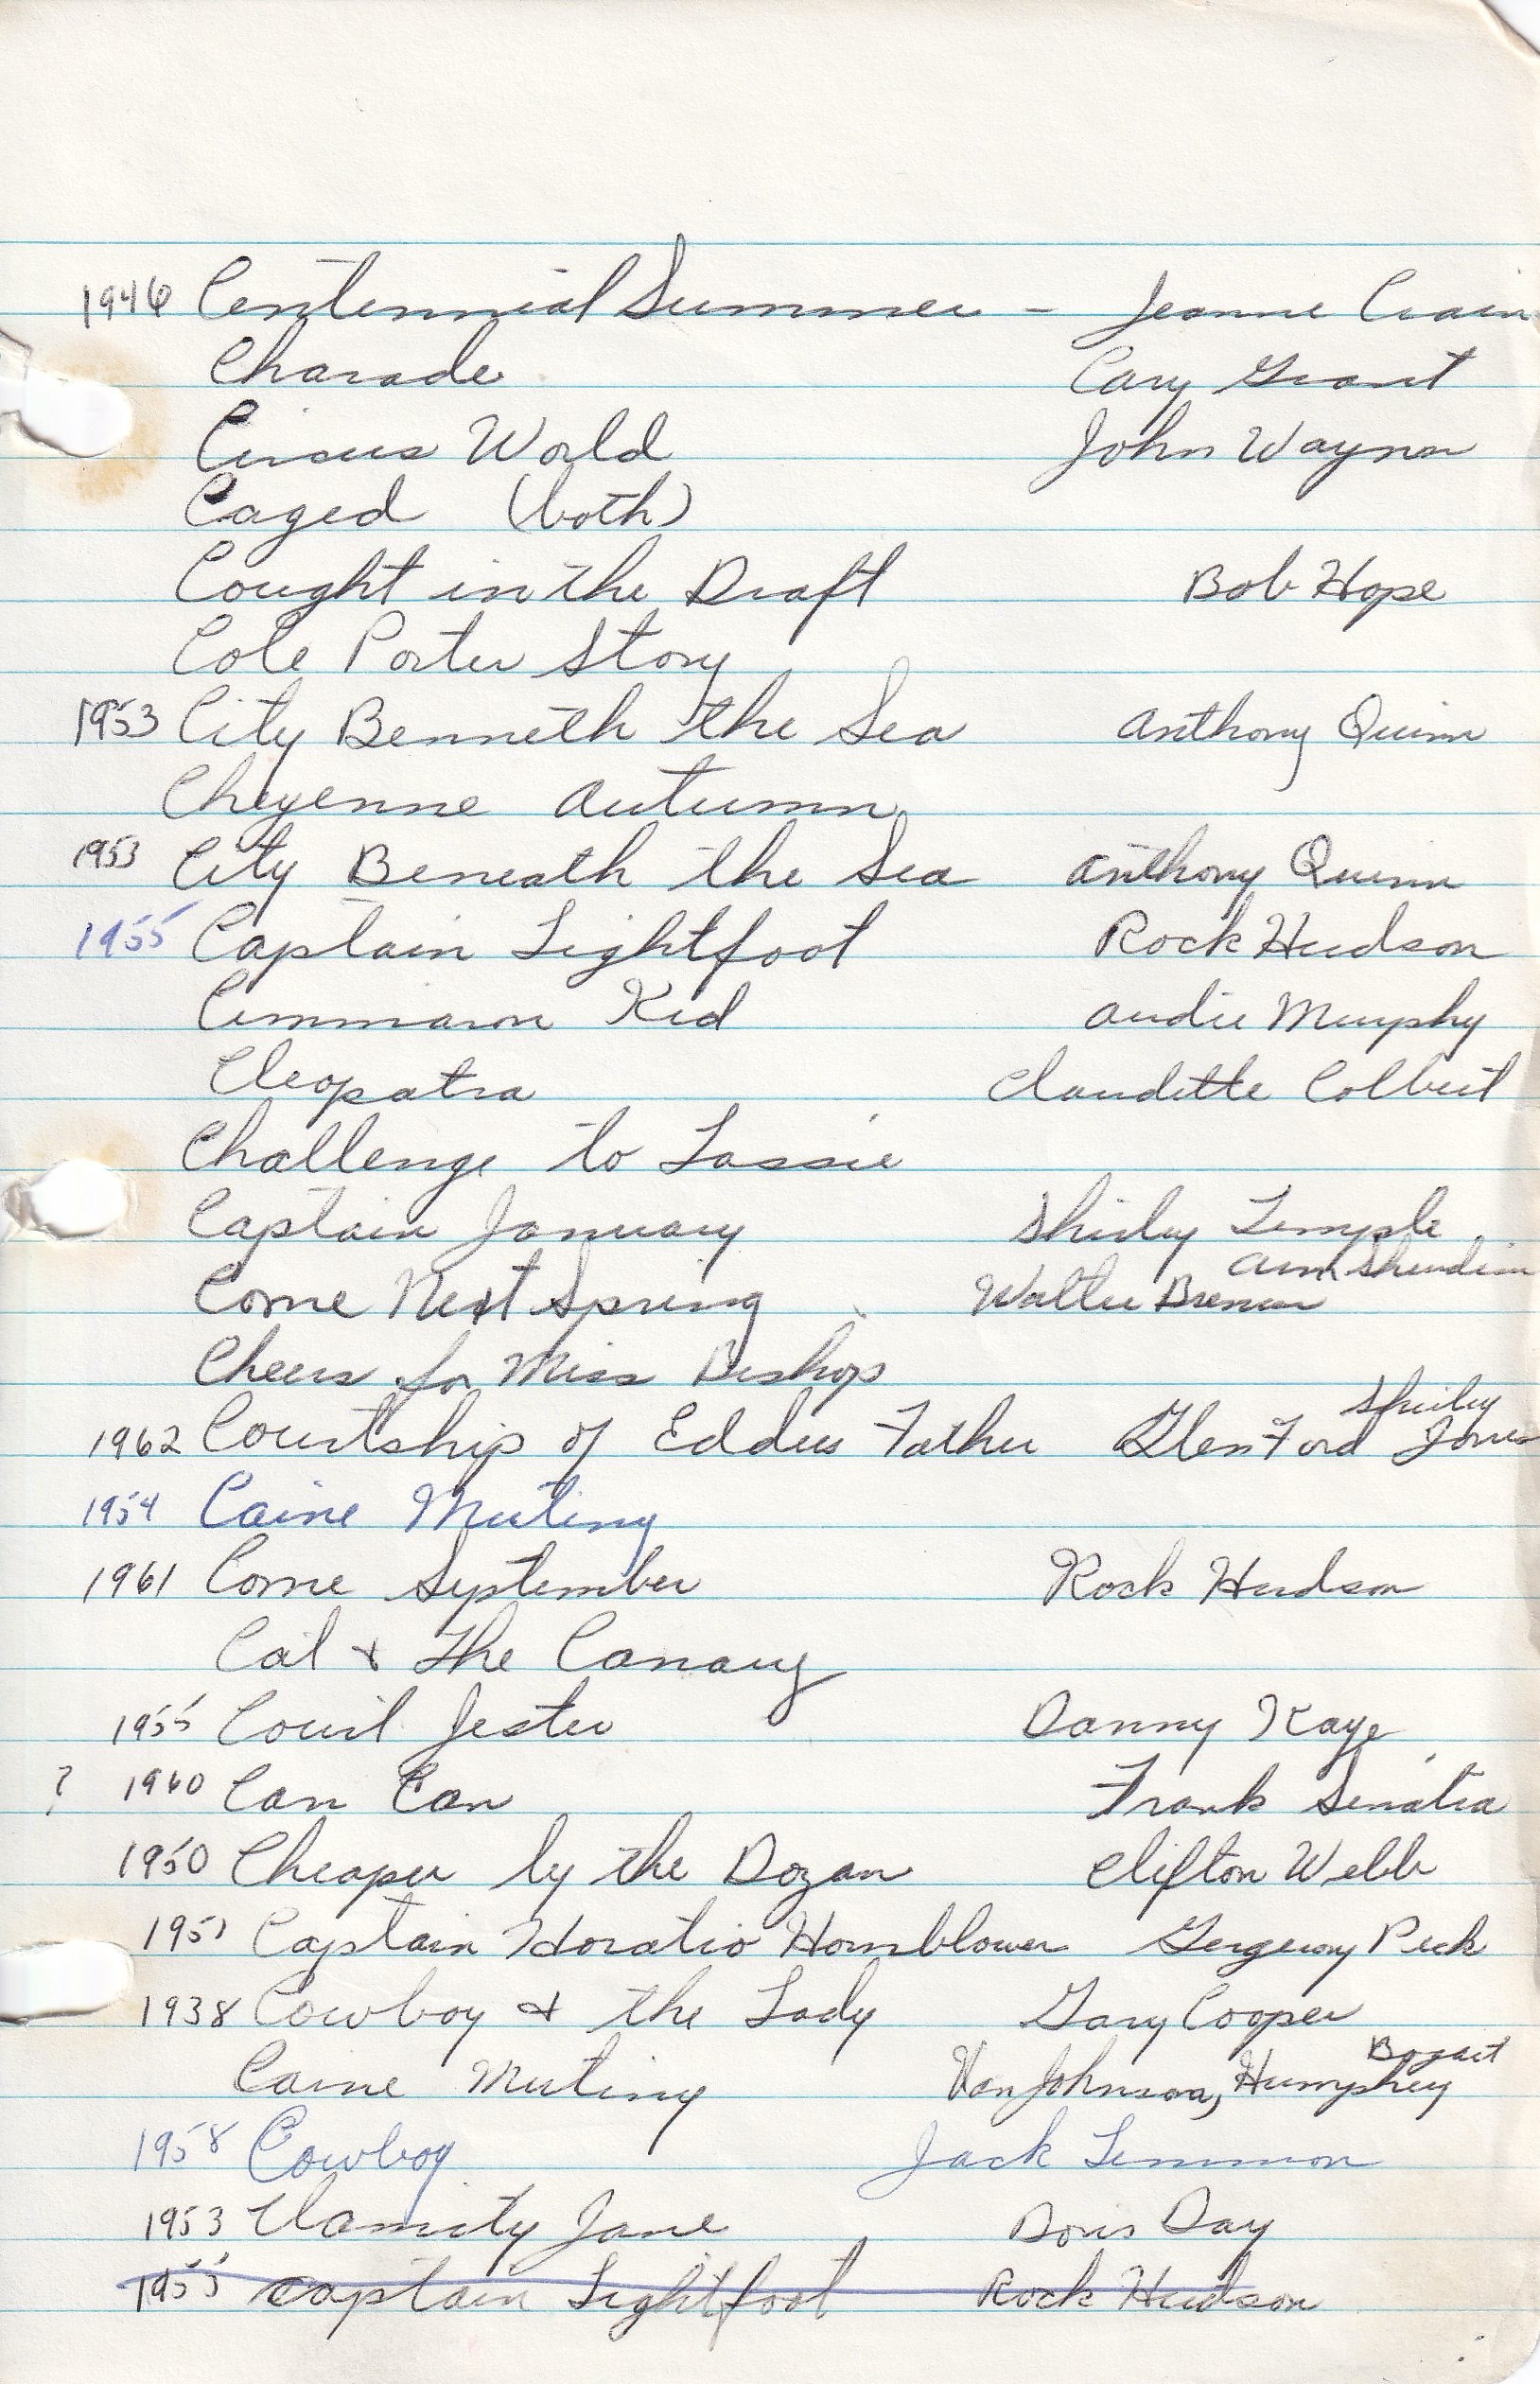 1946 Centennial Summer - Jeanne Crain
Charade Cary Grant
Circus World John Wayne
Caged (both)
Cought in the Draft Bob Hope
Cole Porter Story
1953 City Benneth the Sea Anthony Quinn
Cheyenne Autumn
1953 City Beneath the Sea Anthony Quinn
1955 Captain Lightfoot Rock Hudson
Cimmaron Kid Audie Murphy
Cleopatra Claudette Colbert
Challenge to Lassie
Captain January Shirley Temple
Ann Sheridan
Come Next Spring Walter Brenan
Cheers for Miss Bishop
Shirley
1962 Courtship of Eddies Father Glen Ford Jones
1954 Caine Mutiny
1961 Come September Rock Hudson
Cat & the Canary
1955 Court Jester Danny Kaye
? 1960 Can Can Frank Sinatra
1950 Cheaper by the Dozan Clifton Webb
1951 Captain Horatio Hornblower Gergeory Peck
1938 Cowboy & the Lady Gary Cooper
Bogart
Caine Mutiny Van Johnson, Humphrey
1958 Cowboy Jack Lemmon
1953 Clamity Jane Doris Day
1955 Captain Lightfoot Rock Hudson